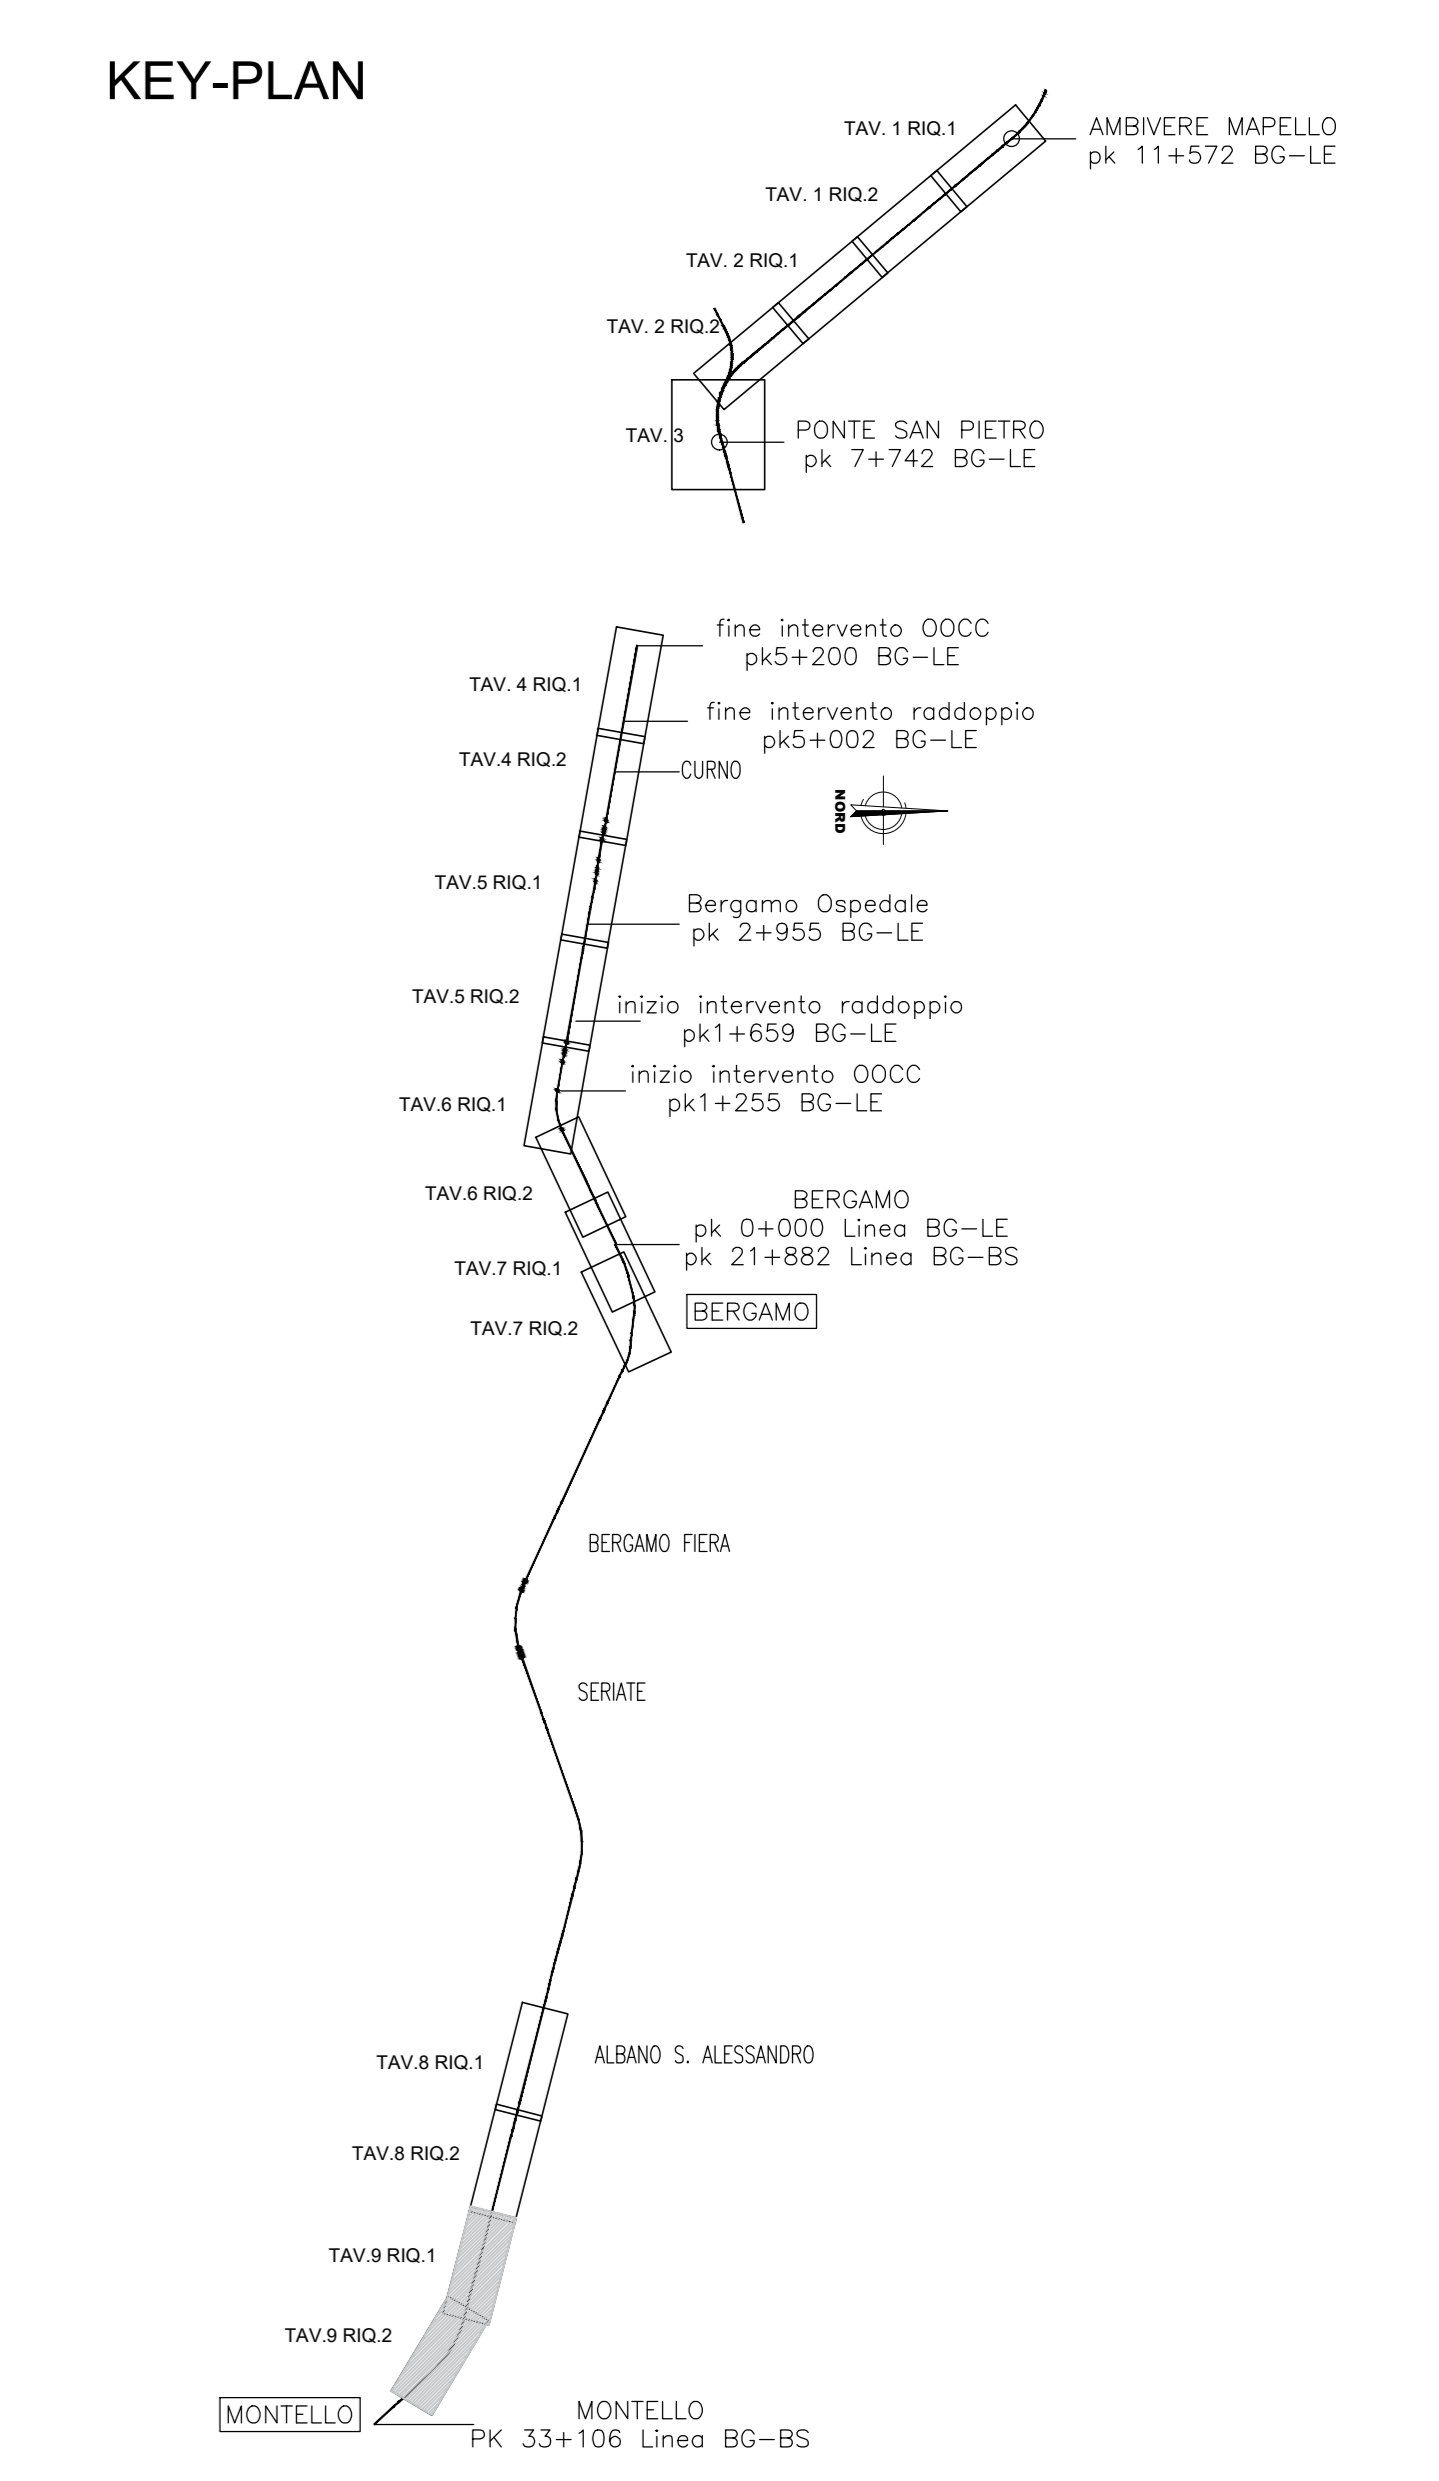 KEY-PLAN
TAV. 1 RIQ.1
AMBIVERE MAPELLO
pk 11+572 BG-LE
TAV. 1 RIQ.2
TAV. 2 RIQ.1
TAV. 2 RIQ.2
TAV. 3
PONTE SAN PIETRO
pk 7+742 BG-LE
fine intervento OOCC
pk5+200 BG-LE
TAV. 4 RIQ.1
fine intervento raddoppio
pk5+002 BG-LE
TAV.4 RIQ.2
CURNO
NORD
TAV.5 RIQ.1
Bergamo Ospedale
pk 2+955 BG-LE
TAV.5 RIQ.2
inizio intervento raddoppio
pk1+659 BG-LE
inizio intervento OOCC
pk1+255 BG-LE
TAV.6 RIQ.1
TAV.6 RIQ.2
BERGAMO
pk 0+000 Linea BG-LE
pk 21+882 Linea BG-BS
TAV.7 RIQ.1
BERGAMO
TAV.7 RIQ.2
BERGAMO FIERA
SERIATE
ALBANO S. ALESSANDRO
TAV.8 RIQ.1
TAV.8 RIQ.2
TAV.9 RIQ.1
TAV.9 RIQ.2
MONTELLO
MONTELLO
PK 33+106 Linea BG-BS